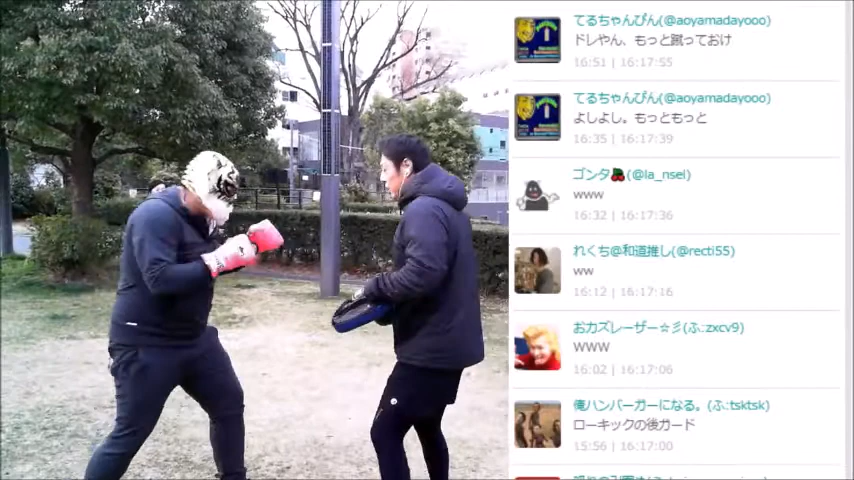 てるちゃんぴん(@aoyamadayooo)
ドレやん、もっと蹴っておけ
16:51 | 16:17:55
てるちゃんぴん(@aoyamadayooo)
よしよし。もっともっと
16:35 | 16:17:39
ゴンタ🍒(@la_nsei)
www
16:32 | 16:17:36
れくち@和道推し(@recti55)
ww
16:12 | 16:17:16
おカズレーザー☆彡(ふ:zxcv9)
www
16:02 | 16:17:06
俺ハンバーガーになる。(ふ:tsktsk)
ローキックの後ガード
15:56 | 16:17:00